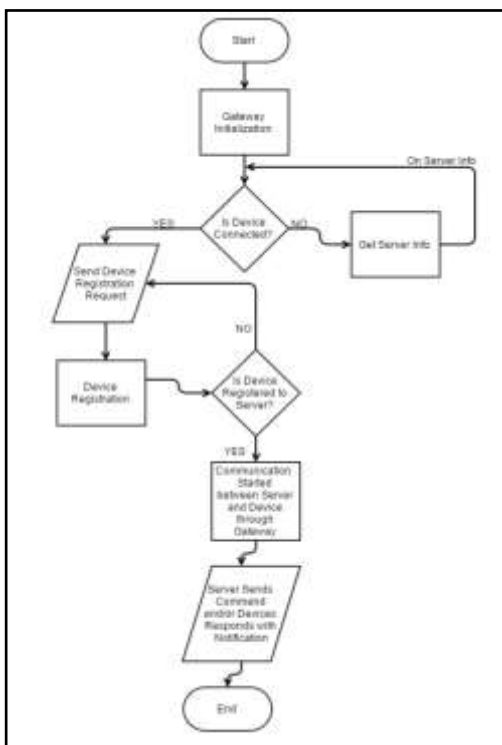 Start
Gateway
Initialization
On Server Info
Is Device
Connected?
YES
NO
Get Server Info
Send Device
Registration
Request
NO
Device
Registration
Is Device
Registered to
Server?
YES
Communication
Started
between Server
and Device
through
Gateway
Server Sends
Command
and/or Devices
Responds with
Notification
End